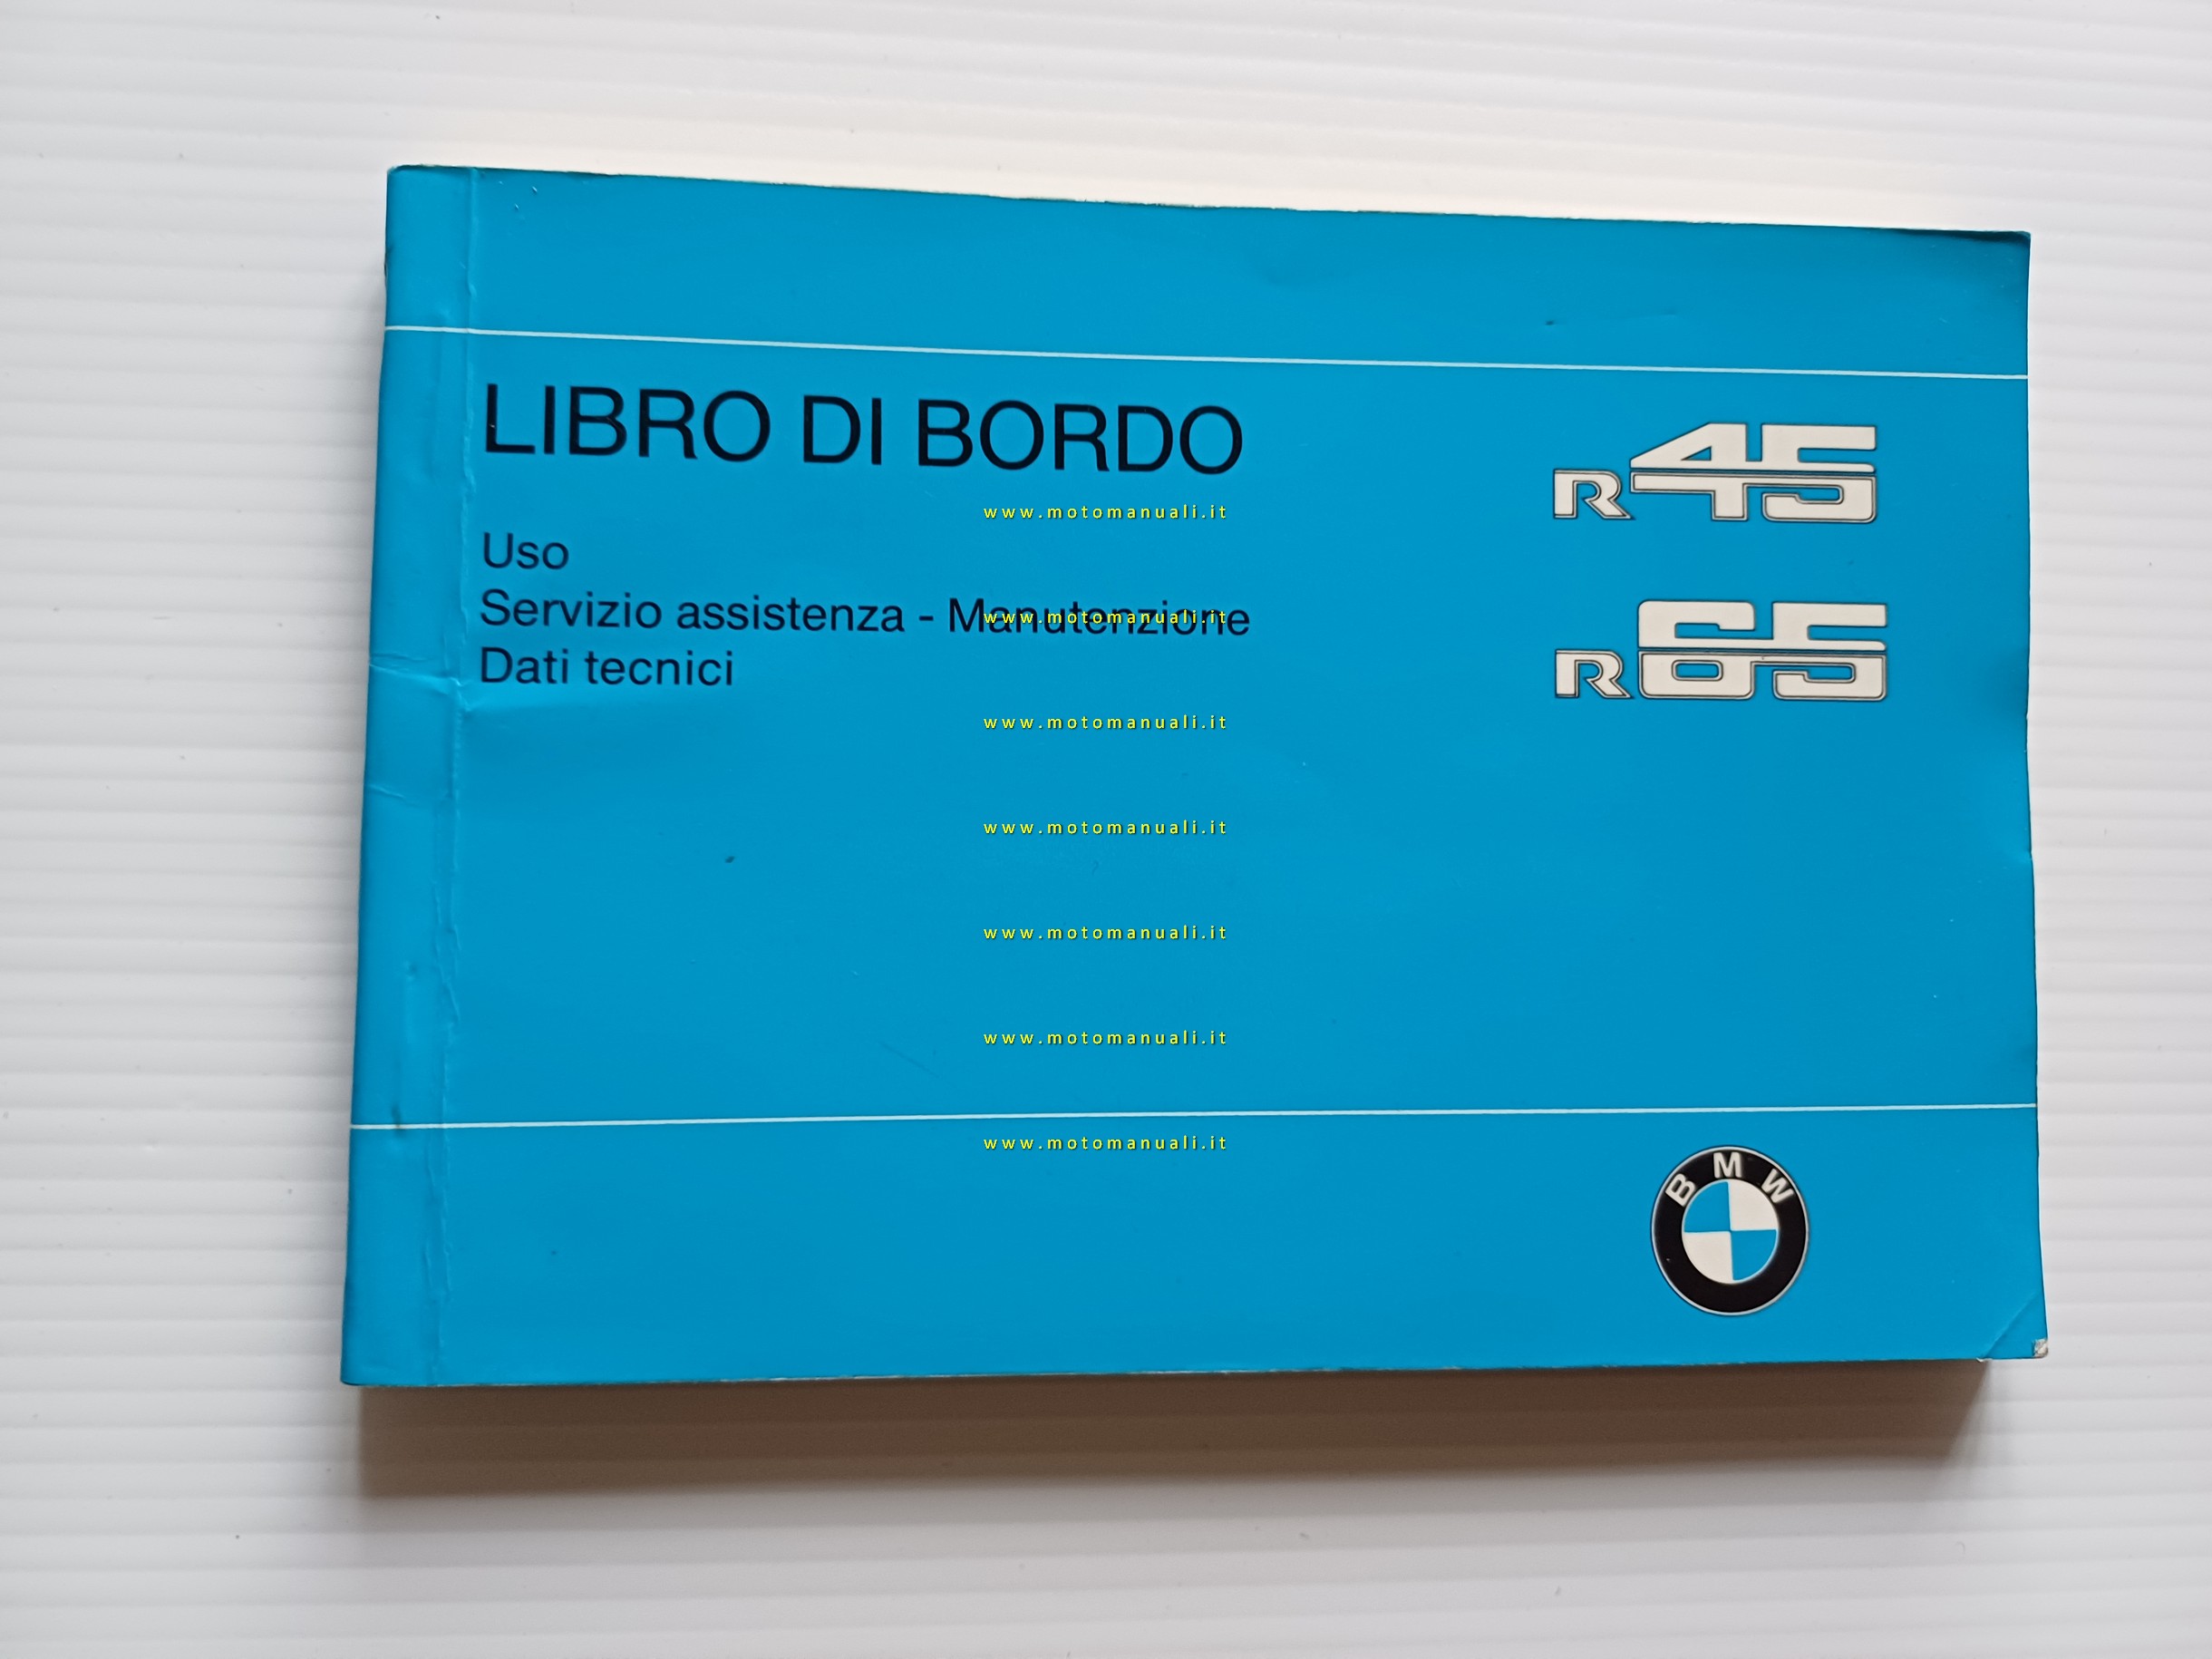 LIBRO DI BORDO
R45
www.motomanuali.it
Uso
Servizio assistenza - Manutenzione
www.motomanuali.it
Dati tecnici
R65
www.motomanuali.it
www.motomanuali.it
www.motomanuali.it
www.motomanuali.it
www.motomanuali.it
BMW